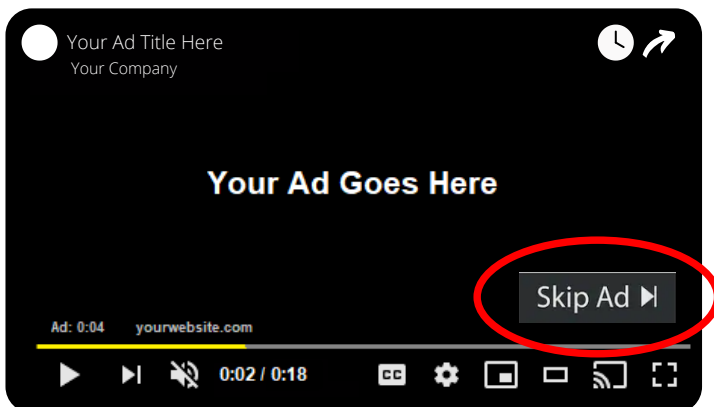 Your Ad Title Here
Your Company
Your Ad Goes Here
Skip Ad
Ad: 0:04 yourwebsite.com
0:02 / 0:18 CC